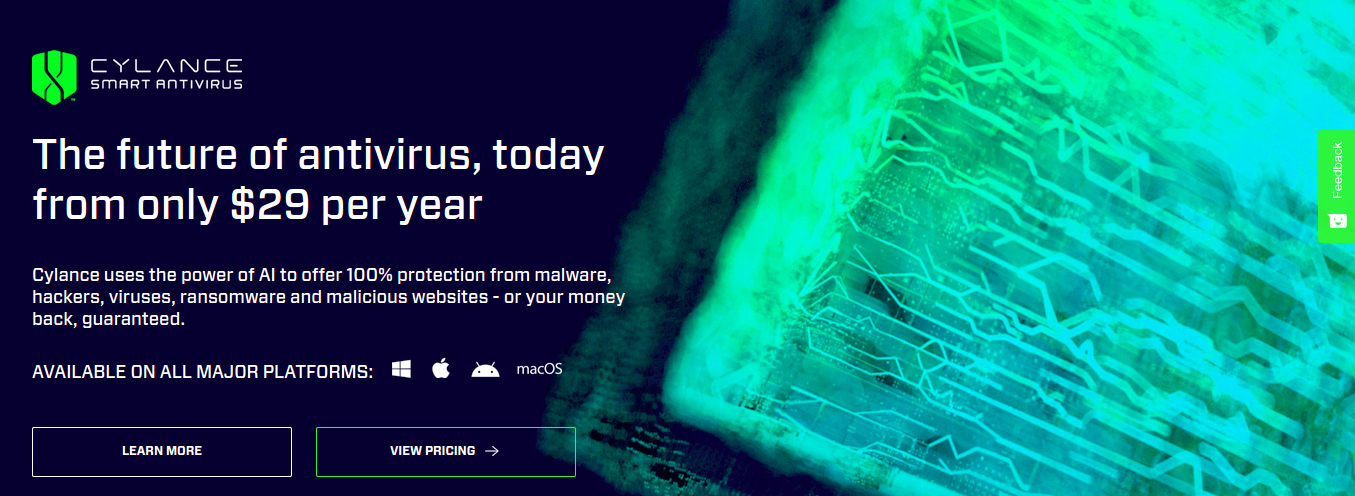 CYLANCE
SMART ANTIVIRUS
The future of antivirus, today
from only $29 per year
Cylance uses the power of AI to offer 100% protection from malware,
hackers, viruses, ransomware and malicious websites - or your money
back, guaranteed.
AVAILABLE ON ALL MAJOR PLATFORMS: macOS
LEARN MORE
VIEW PRICING →
Feedback